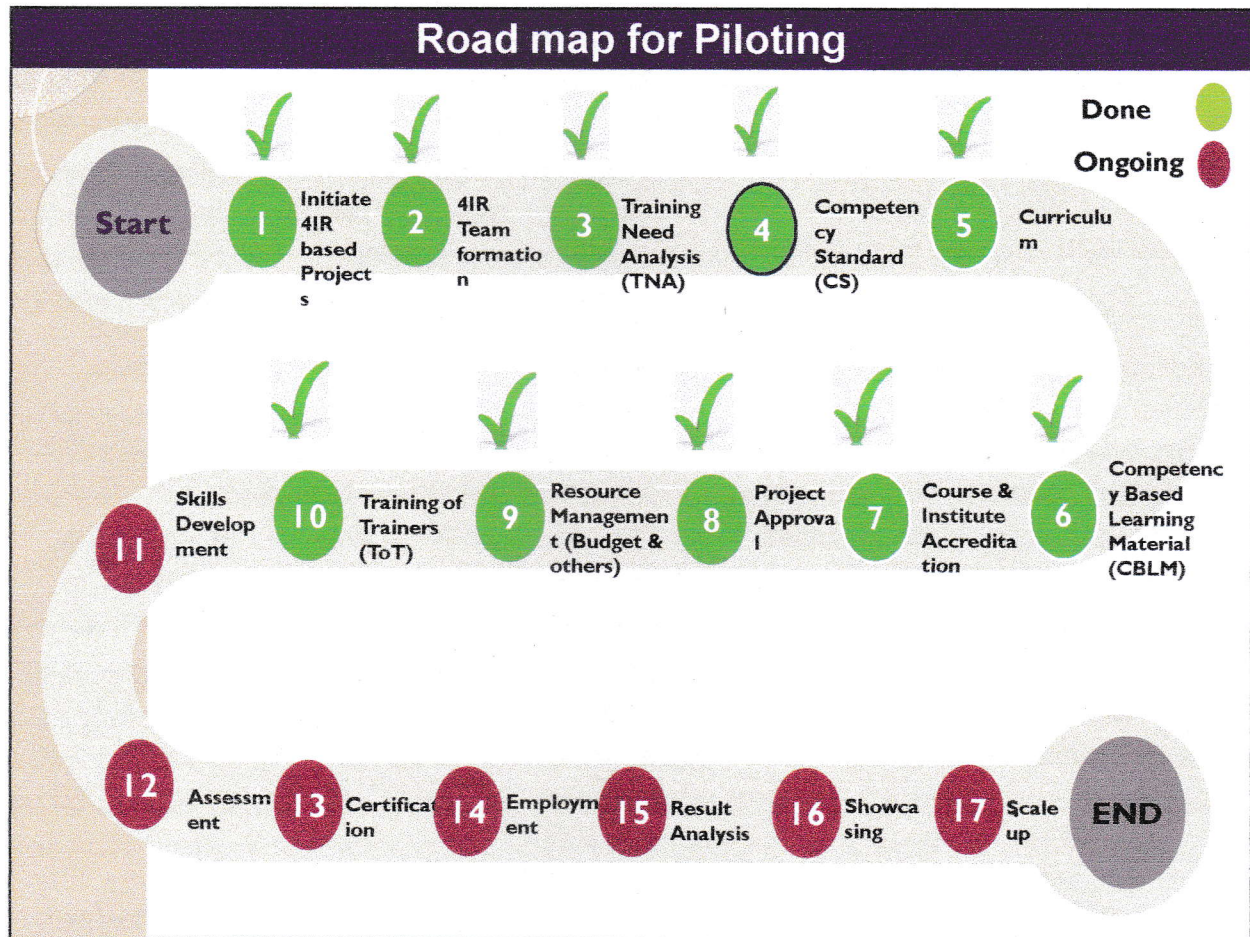 Road map for Piloting
Done
Ongoing
Start
1
Initiate
4IR
based
Project
s
2
4IR
Team
formatio
n
3
Training
Need
Analysis
(TNA)
4
Competen
cy
Standard
(CS)
5
Curriculu
m
6
Competenc
y Based
Learning
Material
(CBLM)
7
Course &
Institute
Accredita
tion
8
Project
Approva
l
9
Resource
Managemen
t (Budget &
others)
10
Training of
Trainers
(ToT)
11
Skills
Develop
ment
12
Assessm
ent
13
Certificat
ion
14
Employm
ent
15
Result
Analysis
16
Showca
sing
17
Scale
up
END